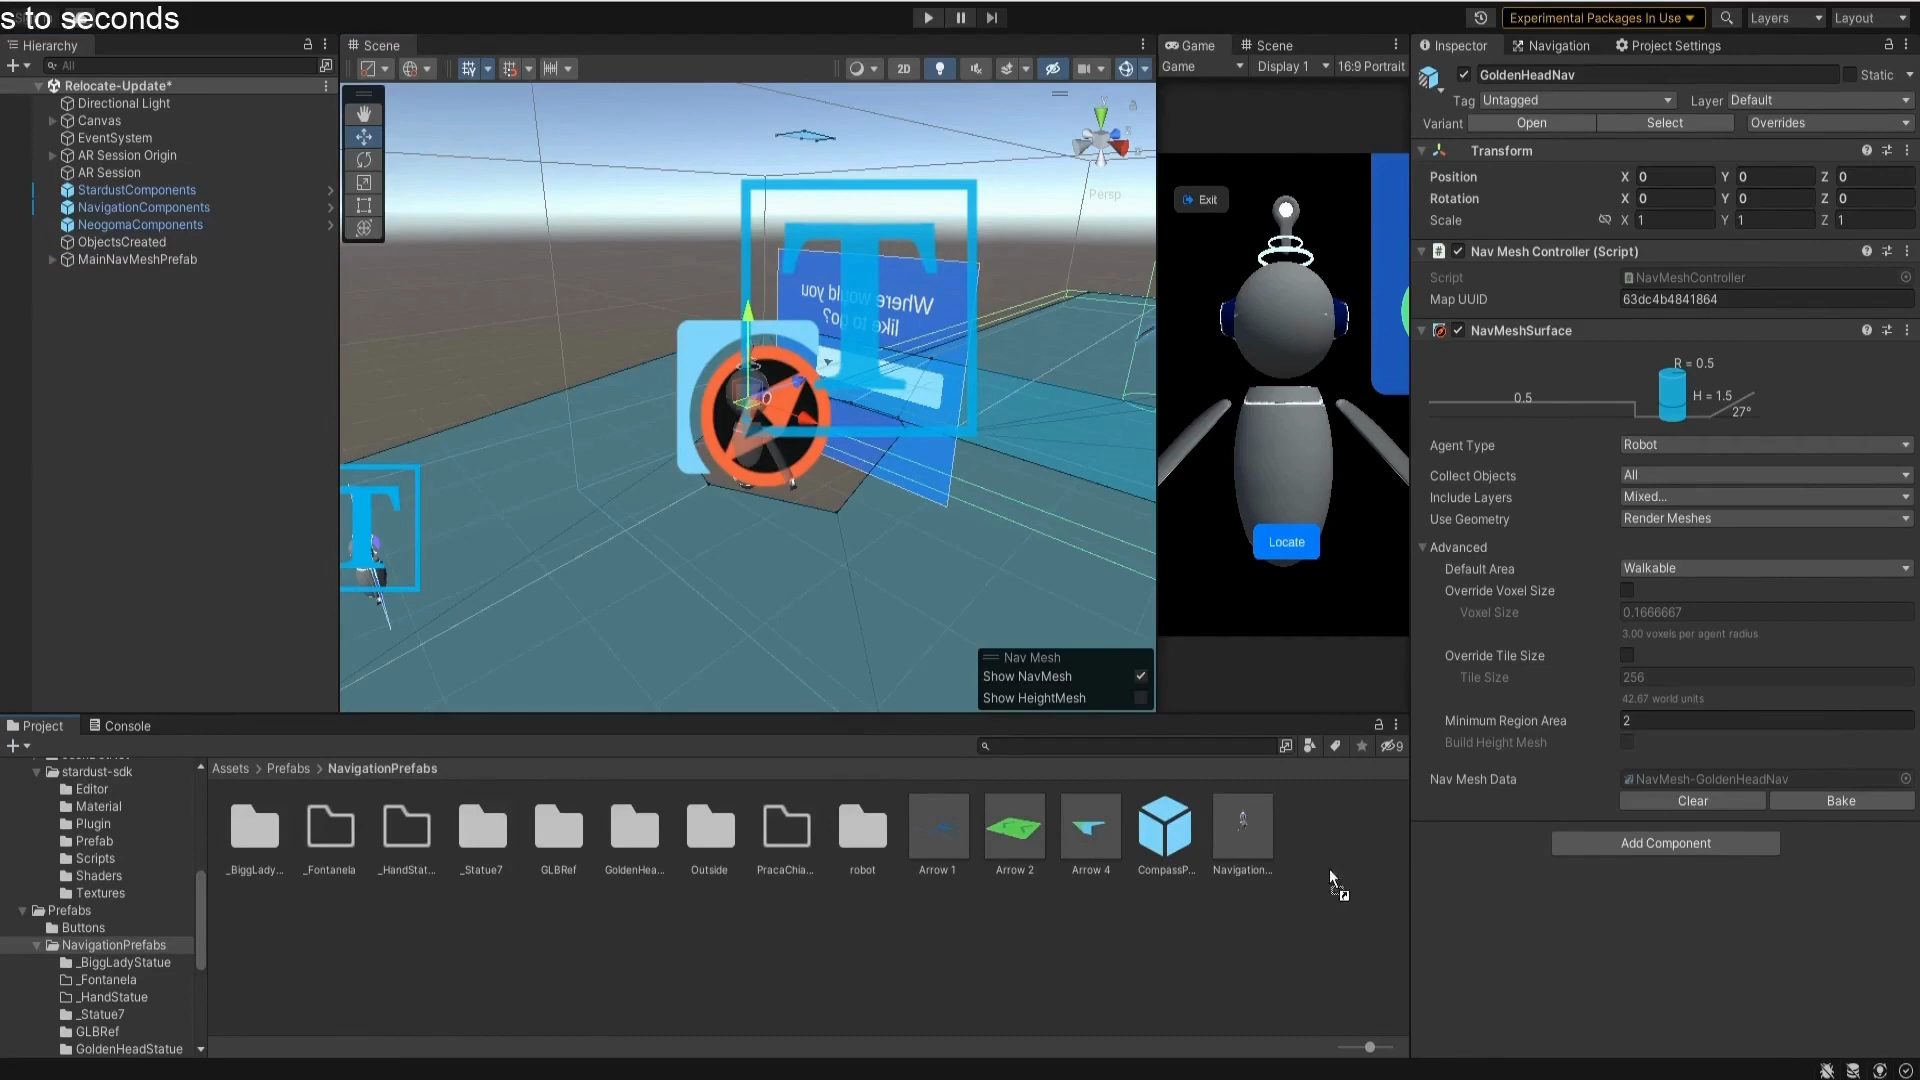 s to seconds
Experimental Packages In Use
Layers
Layout
Hierarchy
Scene
Game
Scene
Inspector
Navigation
Project Settings
All
2D
Game
Display 1
16:9 Portrait
GoldenHeadNav
Static
Tag
Untagged
Layer
Default
Variant
Open
Select
Overrides
Relocate-Update*
Directional Light
Canvas
EventSystem
AR Session Origin
AR Session
StardustComponents
NavigationComponents
NeogomaComponents
ObjectsCreated
MainNavMeshPrefab
Persp
Where would you
like to go?
T
T
Nav Mesh
Show NavMesh
Show HeightMesh
Exit
Locate
Transform
Position
X 0 Y 0 Z 0
Rotation
X 0 Y 0 Z 0
Scale
X 1 Y 1 Z 1
Nav Mesh Controller (Script)
Script
NavMeshController
Map UUID
63dc4b4841864
NavMeshSurface
R = 0.5
0.5
H = 1.5
27°
Agent Type
Robot
Collect Objects
All
Include Layers
Mixed...
Use Geometry
Render Meshes
Advanced
Default Area
Walkable
Override Voxel Size
Voxel Size
0.1666667
3.00 voxels per agent radius
Override Tile Size
Tile Size
256
42.67 world units
Minimum Region Area
2
Build Height Mesh
Nav Mesh Data
NavMesh-GoldenHeadNav
Clear
Bake
Add Component
Project
Console
9
stardust-sdk
Editor
Material
Plugin
Prefab
Scripts
Shaders
Textures
Prefabs
Buttons
NavigationPrefabs
_BiggLadyStatue
_Fontanela
_HandStatue
_Statue7
GLBRef
GoldenHeadStatue
Assets > Prefabs > NavigationPrefabs
_BiggLady...
_Fontanela
_HandStat...
_Statue7
GLBRef
GoldenHea...
Outside
PracaChia...
robot
Arrow 1
Arrow 2
Arrow 4
CompassP...
Navigation...